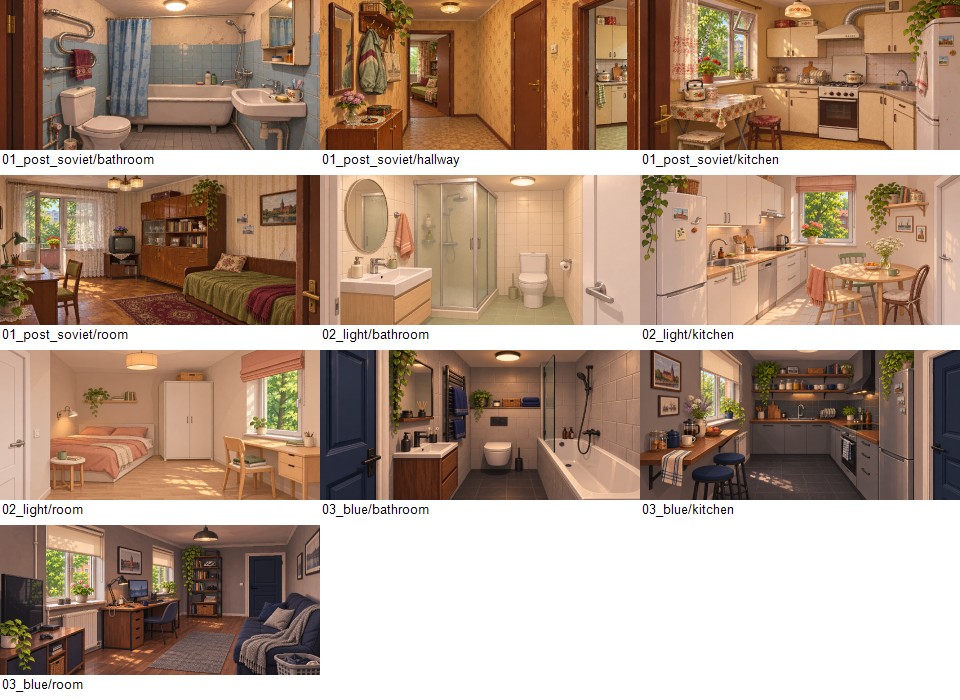 01_post_soviet/bathroom
01_post_soviet/hallway
01_post_soviet/kitchen
01_post_soviet/room
02_light/bathroom
02_light/kitchen
02_light/room
03_blue/bathroom
03_blue/kitchen
03_blue/room